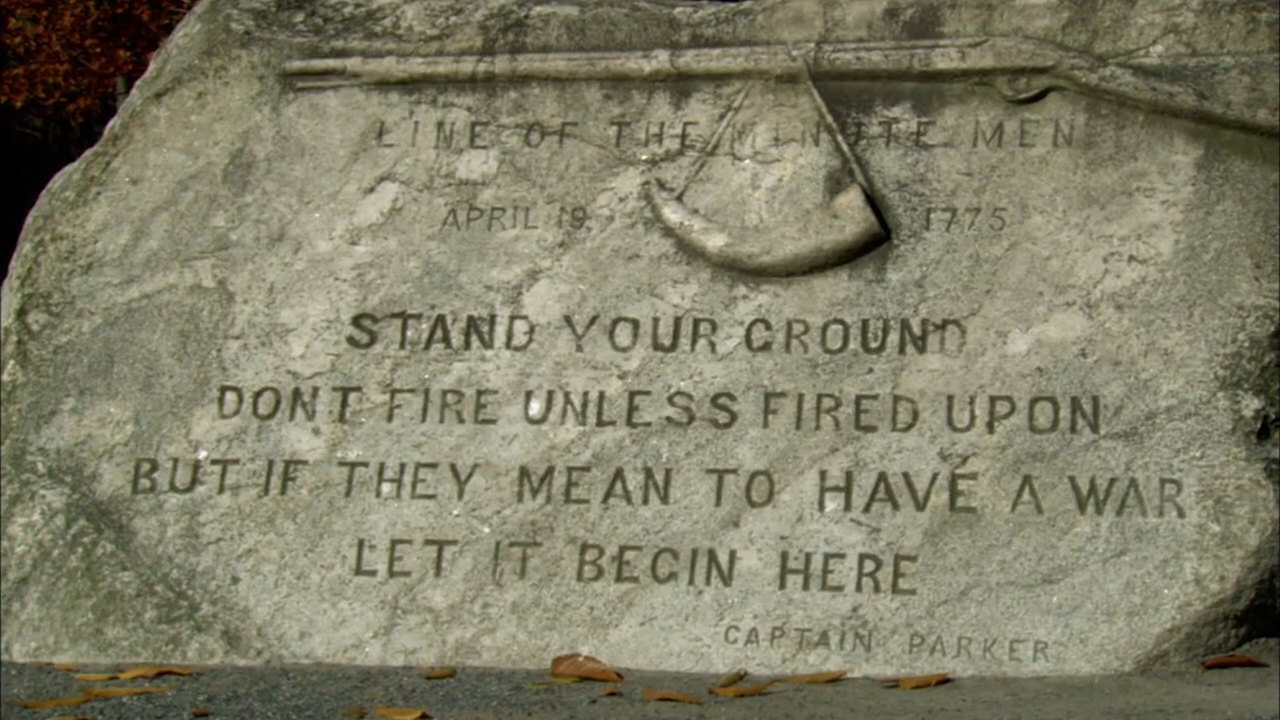 LINE OF THE MINUTE MEN
APRIL 19, 1775
STAND YOUR GROUND
DONT FIRE UNLESS FIRED UPON
BUT IF THEY MEAN TO HAVE A WAR
LET IT BEGIN HERE
CAPTAIN PARKER